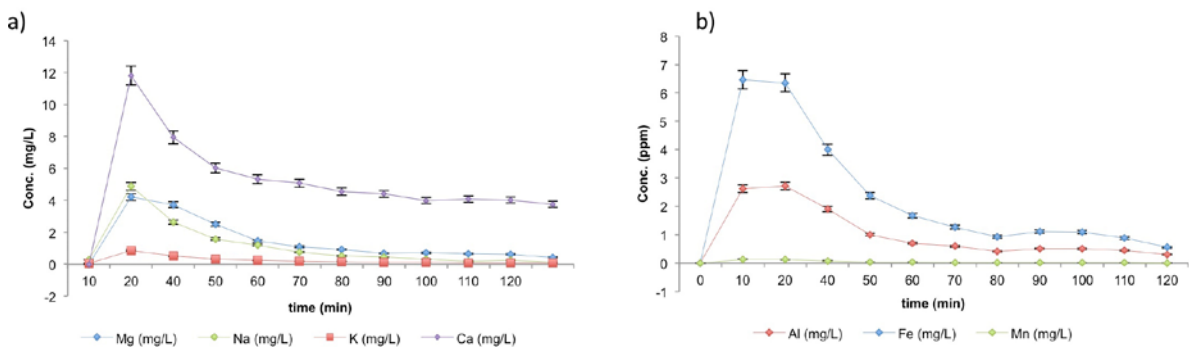 a)
14
12
10
8
6
4
2
0
-2
Conc. (mg/L)
10 20 40 50 60 70 80 90 100 110 120
time (min)
Mg (mg/L) Na (mg/L) K (mg/L) Ca (mg/L)
b)
8
7
6
5
4
3
2
1
0
-1
Conc. (ppm)
0 10 20 40 50 60 70 80 90 100 110 120
time (min)
Al (mg/L) Fe (mg/L) Mn (mg/L)